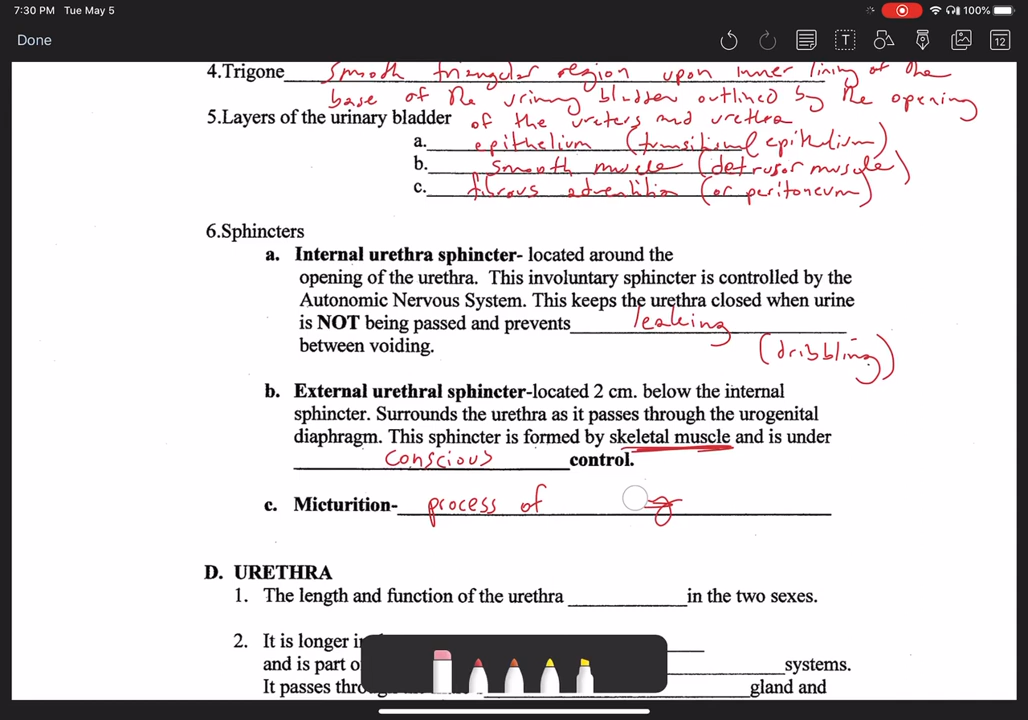 7:30 PM Tue May 5
100%
Done
T
12
4.Trigone smooth triangular region upon inner lining of the
base of the urinary bladder outlined by the opening
5.Layers of the urinary bladder of the ureters and urethra
a. epithelium (transitional epithelium)
b. smooth muscle (detrusor muscle)
c. fibrous adventitia (or peritoneum)
6.Sphincters
a. Internal urethra sphincter- located around the
opening of the urethra. This involuntary sphincter is controlled by the
Autonomic Nervous System. This keeps the urethra closed when urine
is NOT being passed and prevents leaking
between voiding. (dribbling)
b. External urethral sphincter-located 2 cm. below the internal
sphincter. Surrounds the urethra as it passes through the urogenital
diaphragm. This sphincter is formed by skeletal muscle and is under
conscious control.
c. Micturition- process of
D. URETHRA
1. The length and function of the urethra in the two sexes.
2. It is longer
and is part systems.
It passes gland and